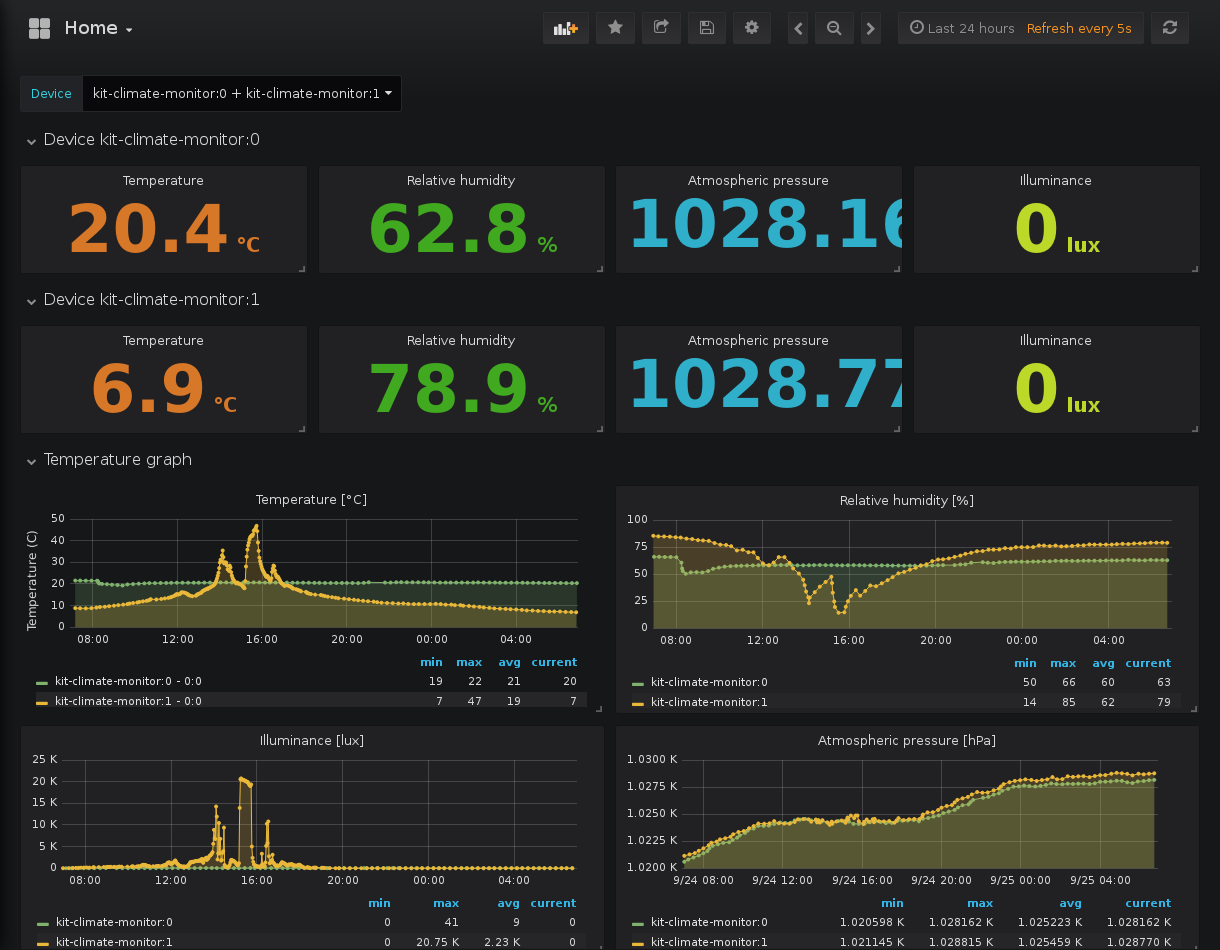 Home
Last 24 hours Refresh every 5s
Device kit-climate-monitor:0 + kit-climate-monitor:1
Device kit-climate-monitor:0
Temperature Relative humidity Atmospheric pressure Illuminance
20.4 °C 62.8 % 1028.16 0 lux
Device kit-climate-monitor:1
Temperature Relative humidity Atmospheric pressure Illuminance
6.9 °C 78.9 % 1028.77 0 lux
Temperature graph
Temperature [°C]
Temperature (C)
50
40
30
20
10
0
08:00 12:00 16:00 20:00 00:00 04:00
min max avg current
kit-climate-monitor:0 - 0:0 19 22 21 20
kit-climate-monitor:1 - 0:0 7 47 19 7
Relative humidity [%]
100
75
50
25
0
08:00 12:00 16:00 20:00 00:00 04:00
min max avg current
kit-climate-monitor:0 50 66 60 63
kit-climate-monitor:1 14 85 62 79
Illuminance [lux]
25 K
20 K
15 K
10 K
5 K
0
08:00 12:00 16:00 20:00 00:00 04:00
min max avg current
kit-climate-monitor:0 0 41 9 0
kit-climate-monitor:1 0 20.75 K 2.23 K 0
Atmospheric pressure [hPa]
1.0300 K
1.0275 K
1.0250 K
1.0225 K
1.0200 K
9/24 08:00 9/24 12:00 9/24 16:00 9/24 20:00 9/25 00:00 9/25 04:00
min max avg current
kit-climate-monitor:0 1.020598 K 1.028162 K 1.025223 K 1.028162 K
kit-climate-monitor:1 1.021145 K 1.028815 K 1.025459 K 1.028770 K